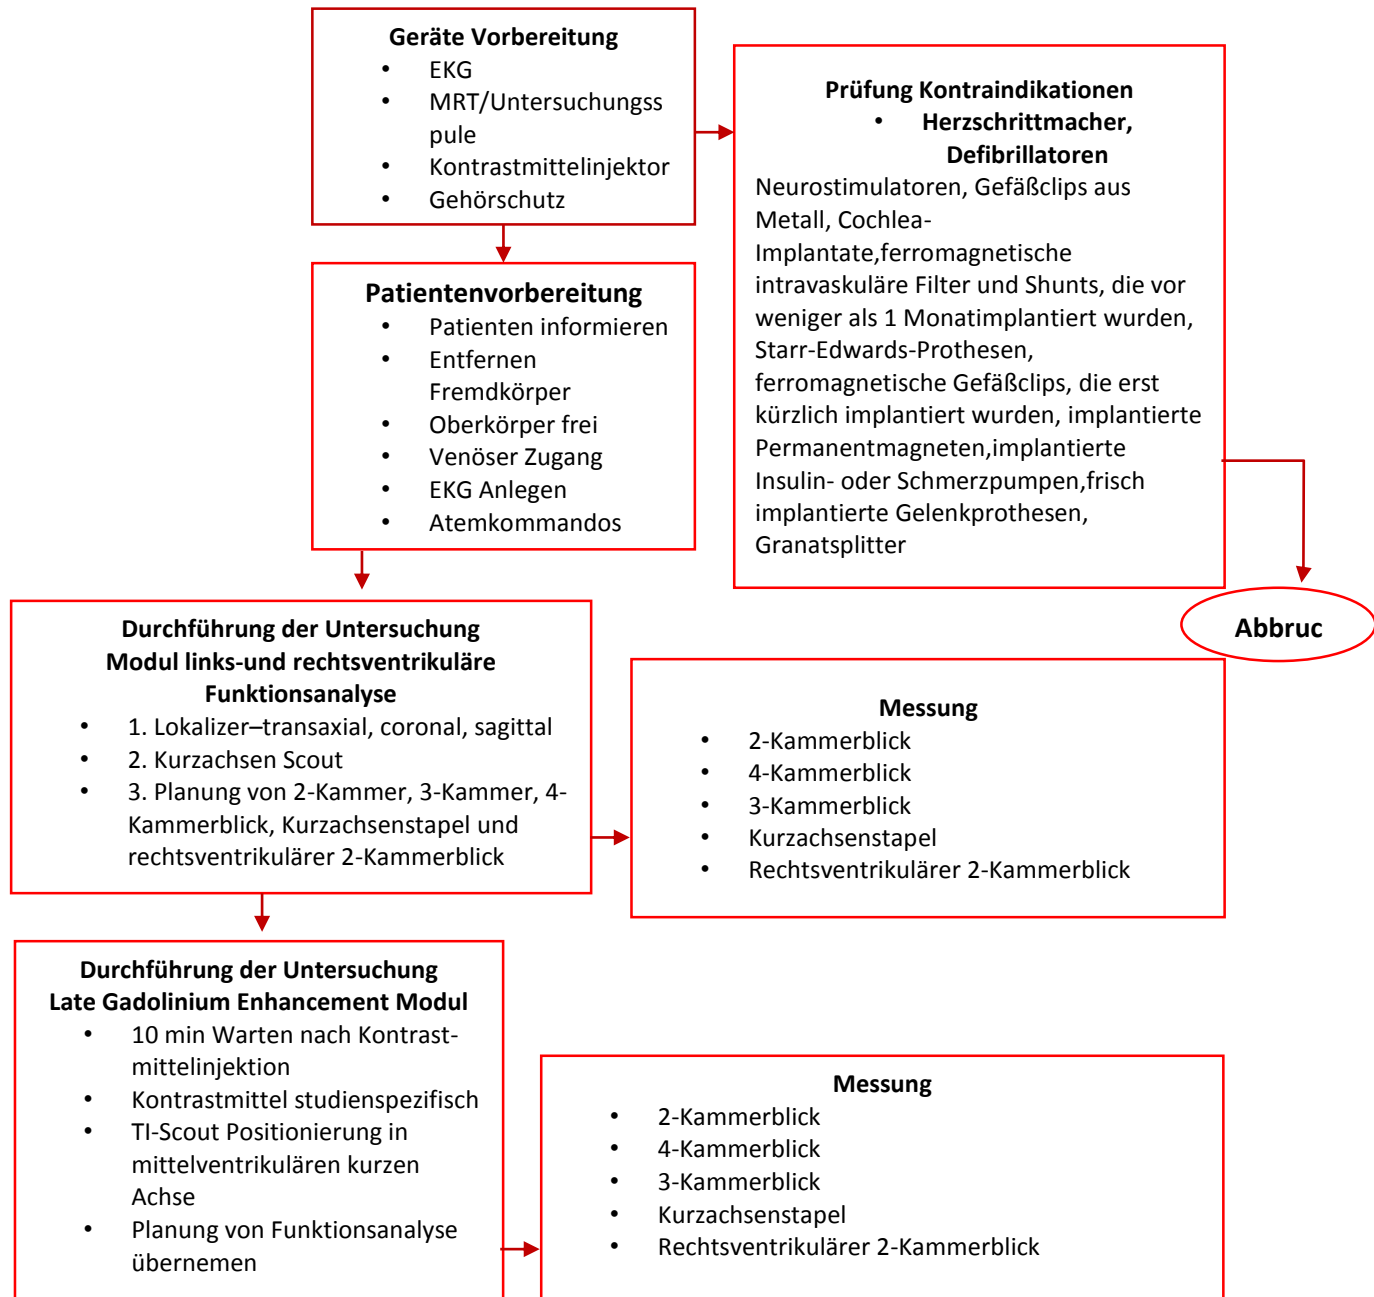 Geräte Vorbereitung
• EKG
• MRT/Untersuchungss
pule
• Kontrastmittelinjektor
• Gehörschutz
Prüfung Kontraindikationen
• Herzschrittmacher,
Defibrillatoren
Neurostimulatoren, Gefäßclips aus
Metall, Cochlea-
Implantate,ferromagnetische
intravaskuläre Filter und Shunts, die vor
weniger als 1 Monatimplantiert wurden,
Starr-Edwards-Prothesen,
ferromagnetische Gefäßclips, die erst
kürzlich implantiert wurden, implantierte
Permanentmagneten,implantierte
Insulin- oder Schmerzpumpen,frisch
implantierte Gelenkprothesen,
Granatsplitter
Abbruc
Patientenvorbereitung
• Patienten informieren
• Entfernen
Fremdkörper
• Oberkörper frei
• Venöser Zugang
• EKG Anlegen
• Atemkommandos
Durchführung der Untersuchung
Modul links-und rechtsventrikuläre
Funktionsanalyse
• 1. Lokalizer–transaxial, coronal, sagittal
• 2. Kurzachsen Scout
• 3. Planung von 2-Kammer, 3-Kammer, 4-
Kammerblick, Kurzachsenstapel und
rechtsventrikulärer 2-Kammerblick
Messung
• 2-Kammerblick
• 4-Kammerblick
• 3-Kammerblick
• Kurzachsenstapel
• Rechtsventrikulärer 2-Kammerblick
Durchführung der Untersuchung
Late Gadolinium Enhancement Modul
• 10 min Warten nach Kontrast-
mittelinjektion
• Kontrastmittel studienspezifisch
• TI-Scout Positionierung in
mittelventrikulären kurzen
Achse
• Planung von Funktionsanalyse
übernemen
Messung
• 2-Kammerblick
• 4-Kammerblick
• 3-Kammerblick
• Kurzachsenstapel
• Rechtsventrikulärer 2-Kammerblick